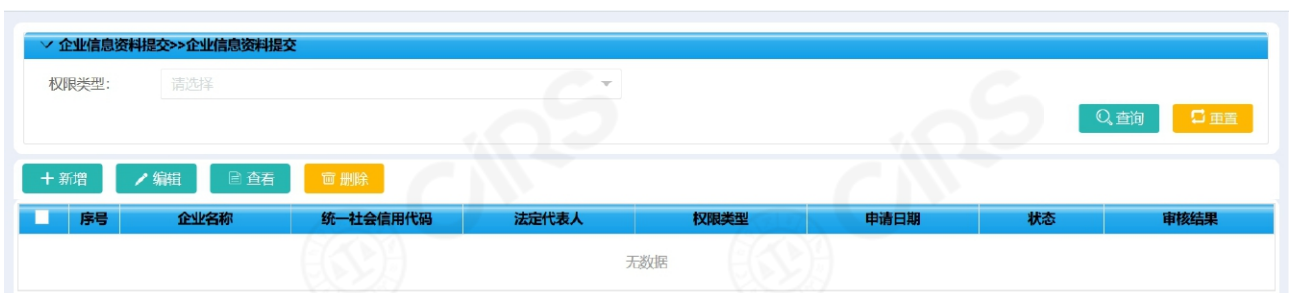 企业信息资料提交>>企业信息资料提交
权限类型： 请选择
查询 重置
新增 编辑 查看 删除
序号 企业名称 统一社会信用代码 法定代表人 权限类型 申请日期 状态 审核结果
无数据
CIRS CIRS